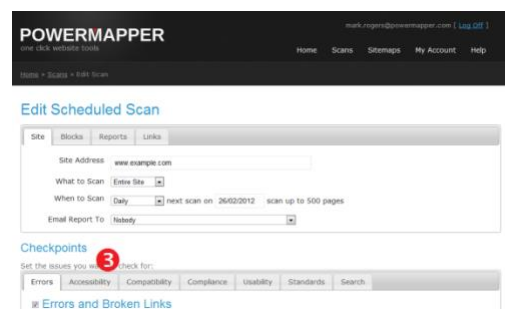 mark.rogers@powermapper.com [ Log Off ]
POWERMAPPER
one click website tools
Home Scans Sitemaps My Account Help
Home > Scans > Edit Scan
Edit Scheduled Scan
Site Blocks Reports Links
Site Address www.example.com
What to Scan Entire Site
When to Scan Daily next scan on 26/02/2012 scan up to 500 pages
Email Report To Nobody
Checkpoints
3
Set the issues you check for:
Errors Accessibility Compatibility Compliance Usability Standards Search
Errors and Broken Links